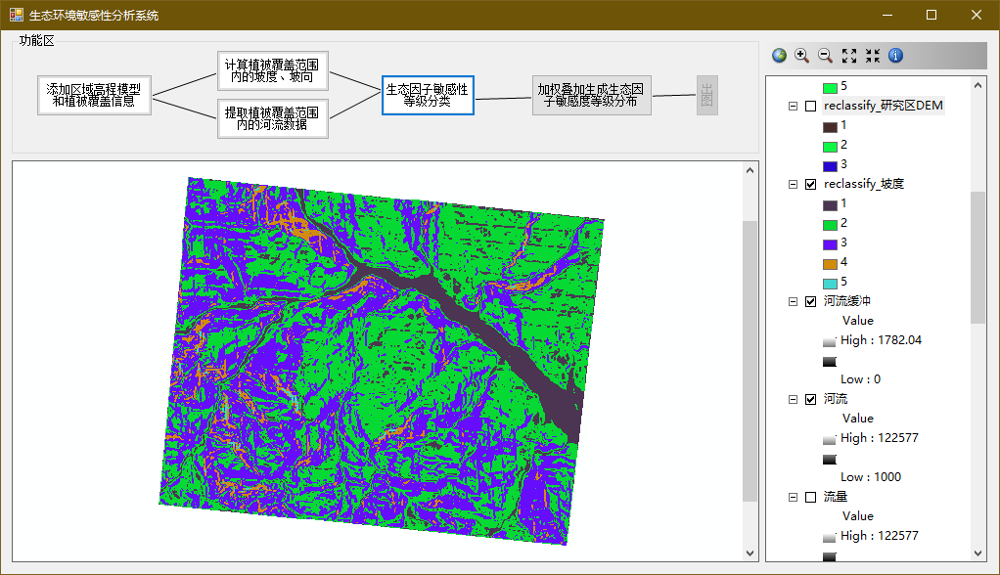 生态环境敏感性分析系统
功能区
添加区域高程模型
和植被覆盖信息
计算植被覆盖范围
内的坡度、坡向
提取植被覆盖范围
内的河流数据
生态因子敏感性
等级分类
加权叠加生成生态因
子敏感度等级分布
出
图
5
reclassify_研究区DEM
1
2
3
reclassify_坡度
1
2
3
4
5
河流缓冲
Value
High : 1782.04
Low : 0
河流
Value
High : 122577
Low : 1000
流量
Value
High : 122577